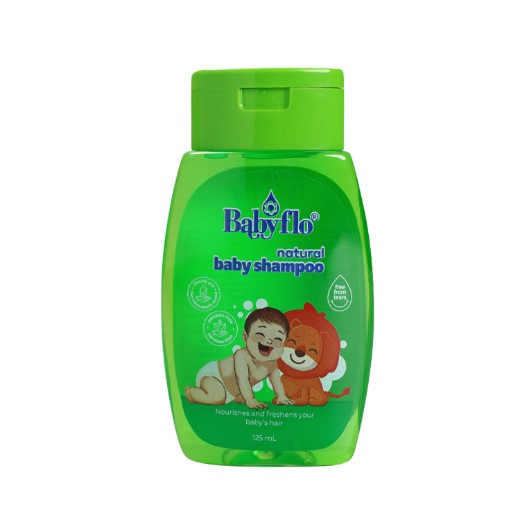 Babyflo®
natural
baby shampoo
free
from
tears
Nourishes and freshens your
baby's hair
125 mL